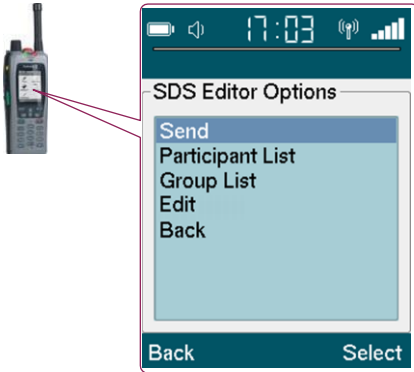 17:03
SDS Editor Options
Send
Participant List
Group List
Edit
Back
Back Select